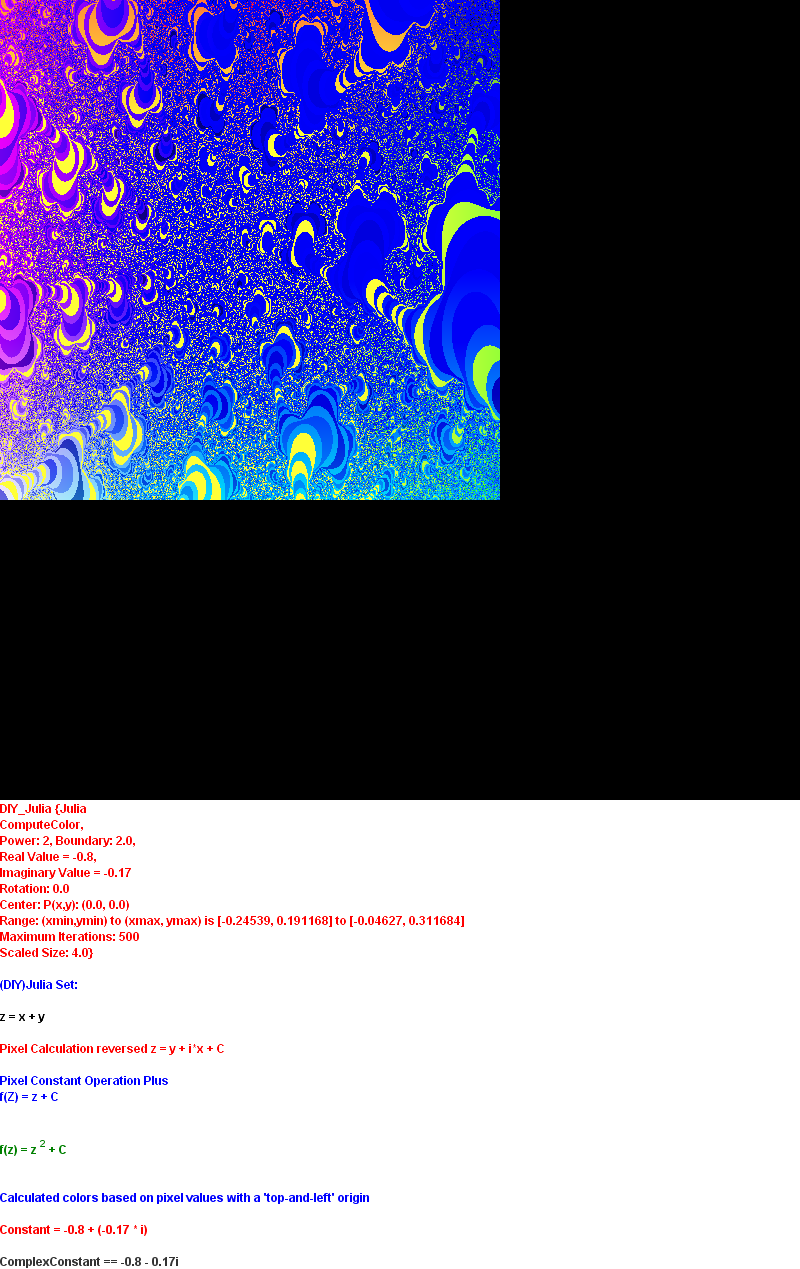 DIY_Julia {Julia
ComputeColor,
Power: 2, Boundary: 2.0,
Real Value = -0.8,
Imaginary Value = -0.17
Rotation: 0.0
Center: P(x,y): (0.0, 0.0)
Range: (xmin,ymin) to (xmax, ymax) is [-0.24539, 0.191168] to [-0.04627, 0.311684]
Maximum Iterations: 500
Scaled Size: 4.0}
(DIY)Julia Set:
z = x + y
Pixel Calculation reversed z = y + i*x + C
Pixel Constant Operation Plus
f(Z) = z + C
f(z) = z ² + C
Calculated colors based on pixel values with a 'top-and-left' origin
Constant = -0.8 + (-0.17 * i)
ComplexConstant == -0.8 - 0.17i